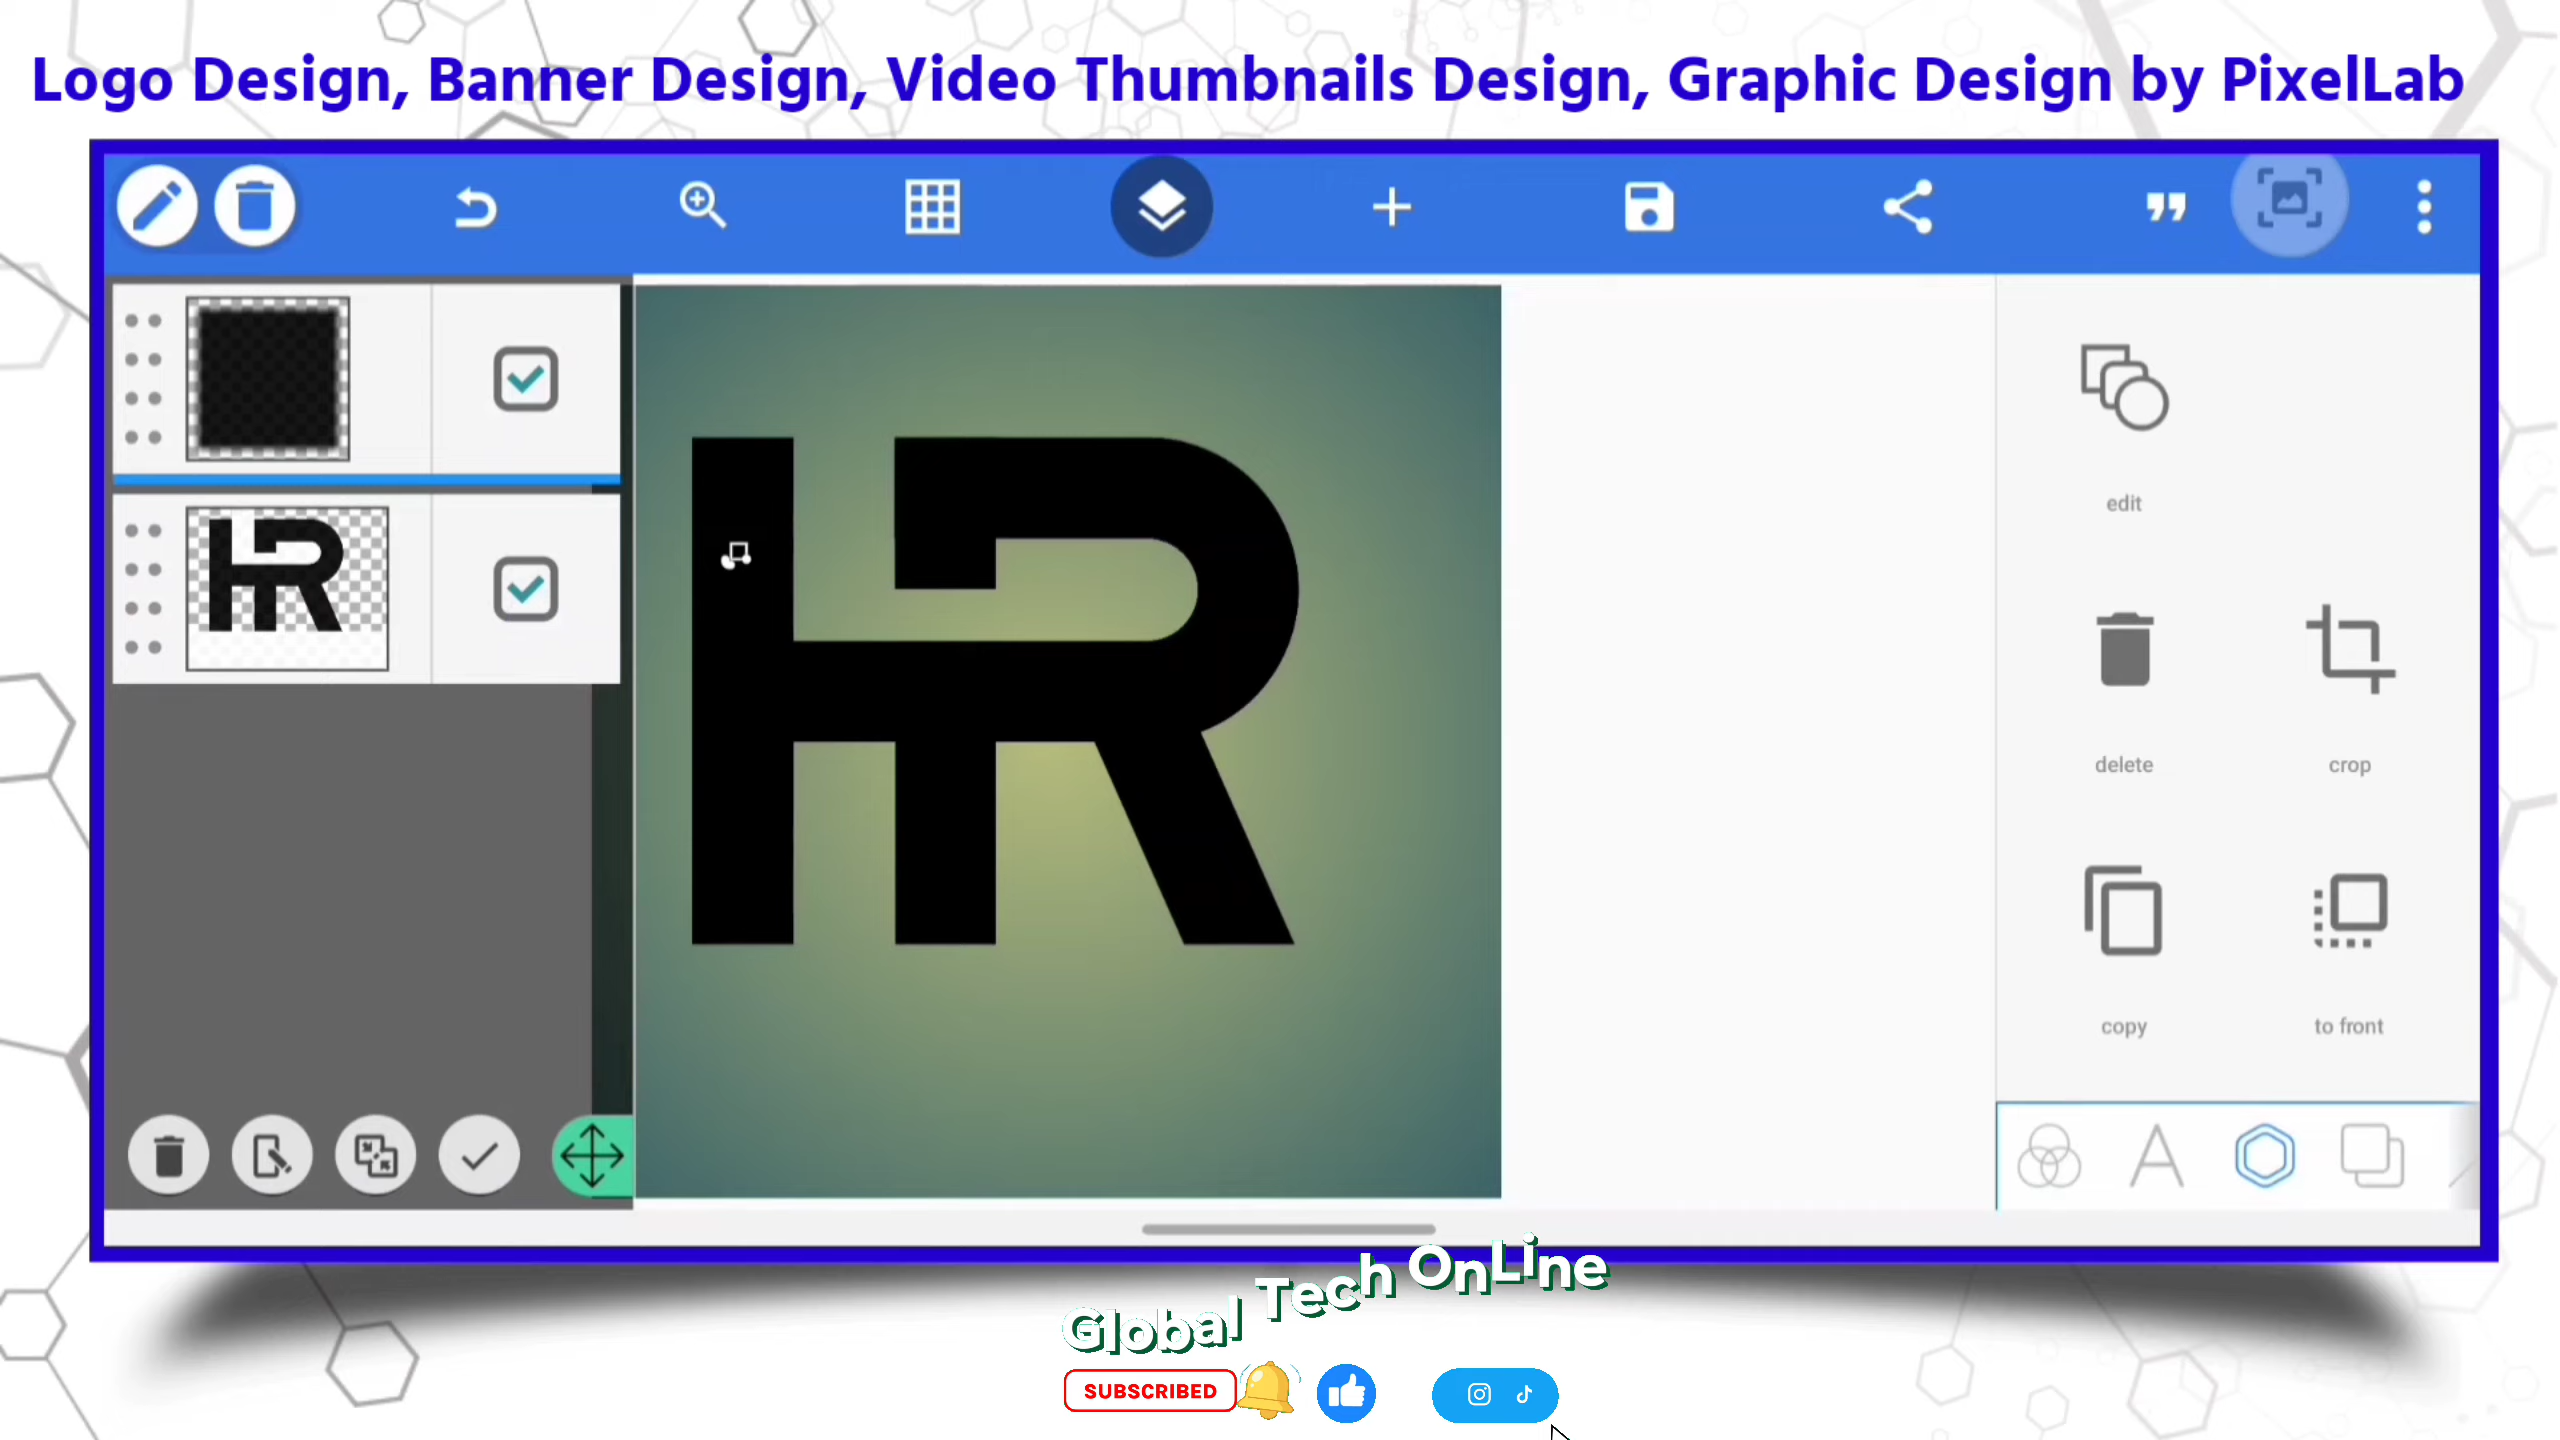 Logo Design, Banner Design, Video Thumbnails Design, Graphic Design by PixelLab
HR
edit
delete
crop
copy
to front
Global Tech OnLine
SUBSCRIBED